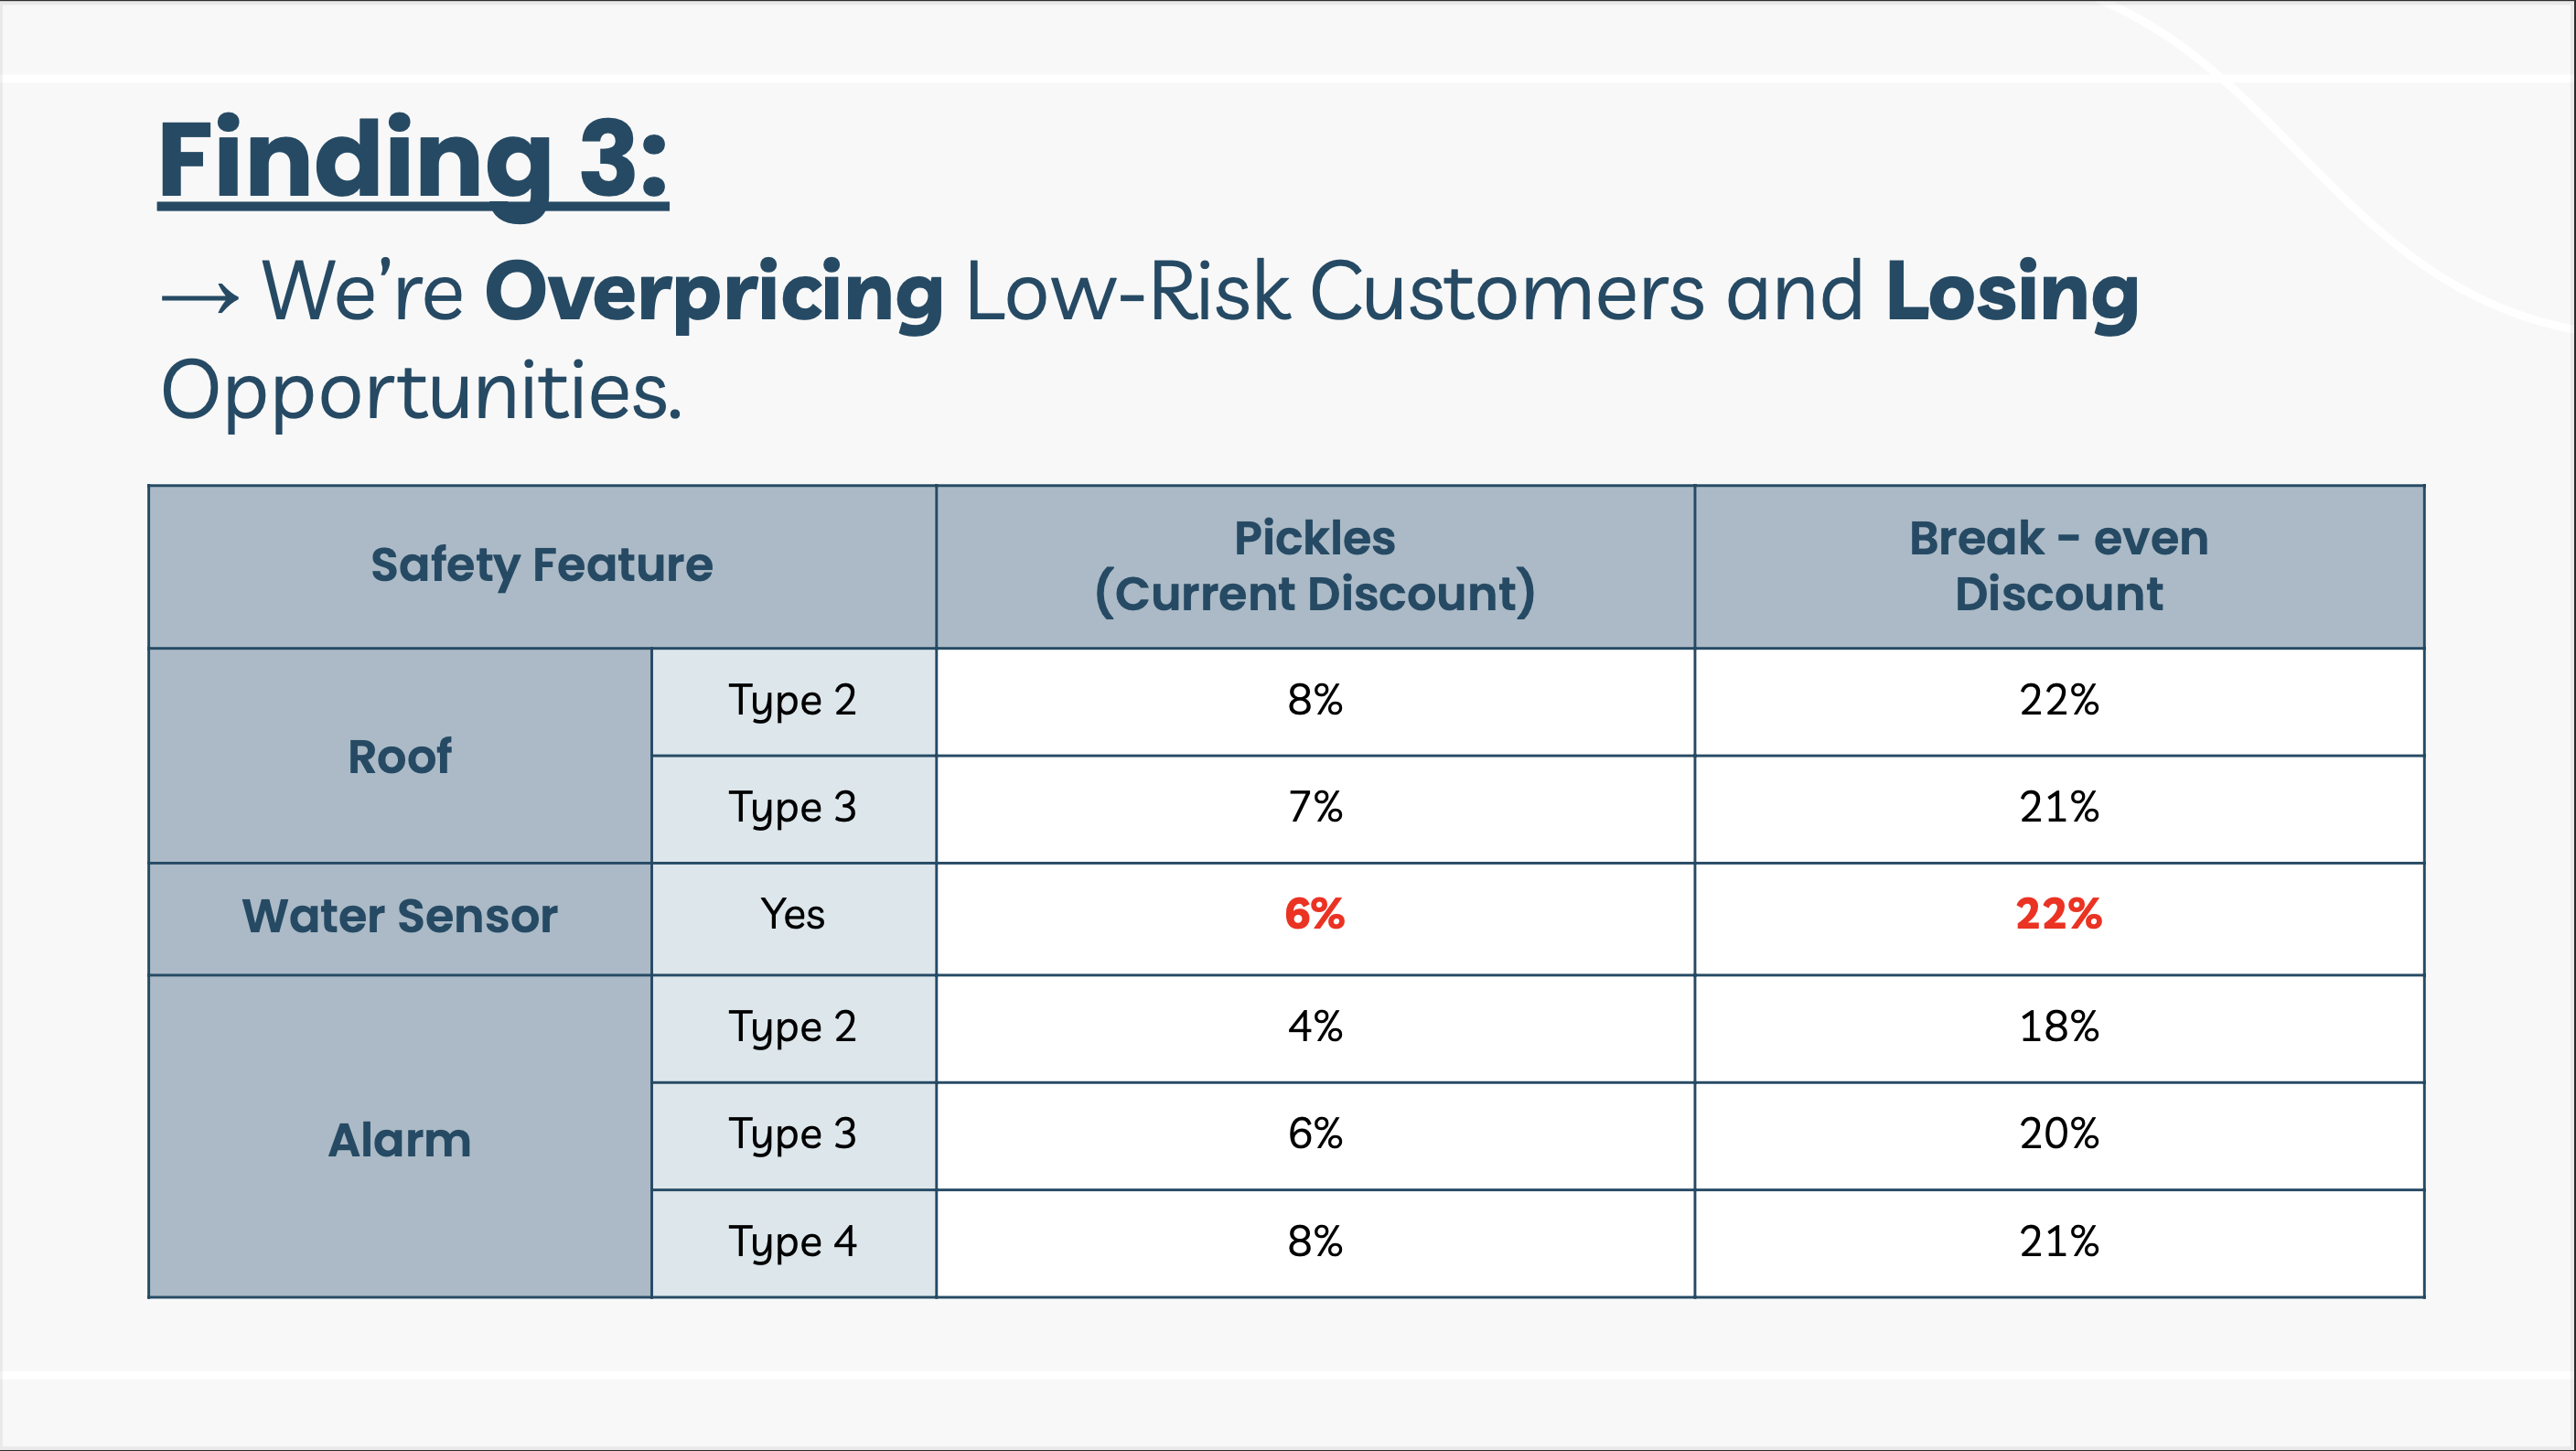 Finding 3:
→ We’re Overpricing Low-Risk Customers and Losing
Opportunities.
Safety Feature
Pickles
(Current Discount)
Break - even
Discount
Roof
Type 2
8%
22%
Type 3
7%
21%
Water Sensor
Yes
6%
22%
Alarm
Type 2
4%
18%
Type 3
6%
20%
Type 4
8%
21%